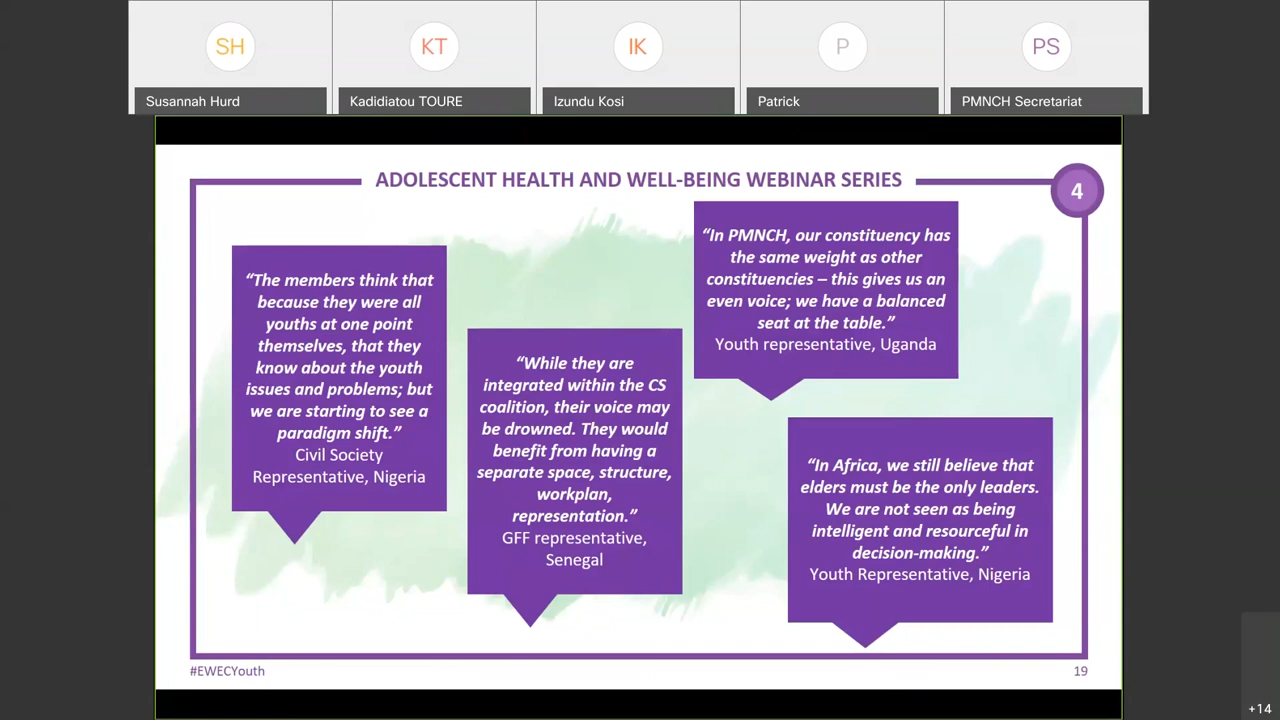 SH
KT
IK
P
PS
Susannah Hurd
Kadidiatou TOURE
Izundu Kosi
Patrick
PMNCH Secretariat
ADOLESCENT HEALTH AND WELL-BEING WEBINAR SERIES
4
“The members think that
because they were all
youths at one point
themselves, that they
know about the youth
issues and problems; but
we are starting to see a
paradigm shift.”
Civil Society
Representative, Nigeria
“While they are
integrated within the CS
coalition, their voice may
be drowned. They would
benefit from having a
separate space, structure,
workplan,
representation.”
GFF representative,
Senegal
“In PMNCH, our constituency has
the same weight as other
constituencies – this gives us an
even voice; we have a balanced
seat at the table.”
Youth representative, Uganda
“In Africa, we still believe that
elders must be the only leaders.
We are not seen as being
intelligent and resourceful in
decision-making.”
Youth Representative, Nigeria
#EWECYouth
19
+14